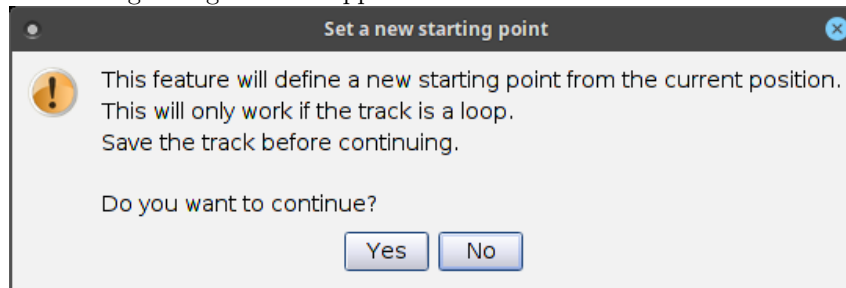 Set a new starting point
This feature will define a new starting point from the current position.
This will only work if the track is a loop.
Save the track before continuing.
Do you want to continue?
Yes No